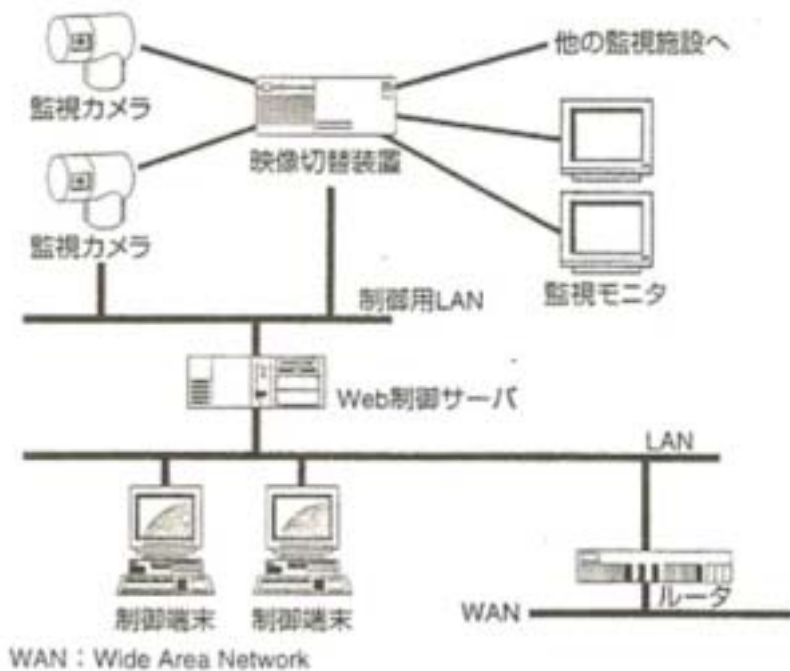 監視カメラ
監視カメラ
映像切替装置
他の監視施設へ
監視モニタ
制御用LAN
Web制御サーバ
LAN
制御端末
制御端末
ルータ
WAN
WAN：Wide Area Network